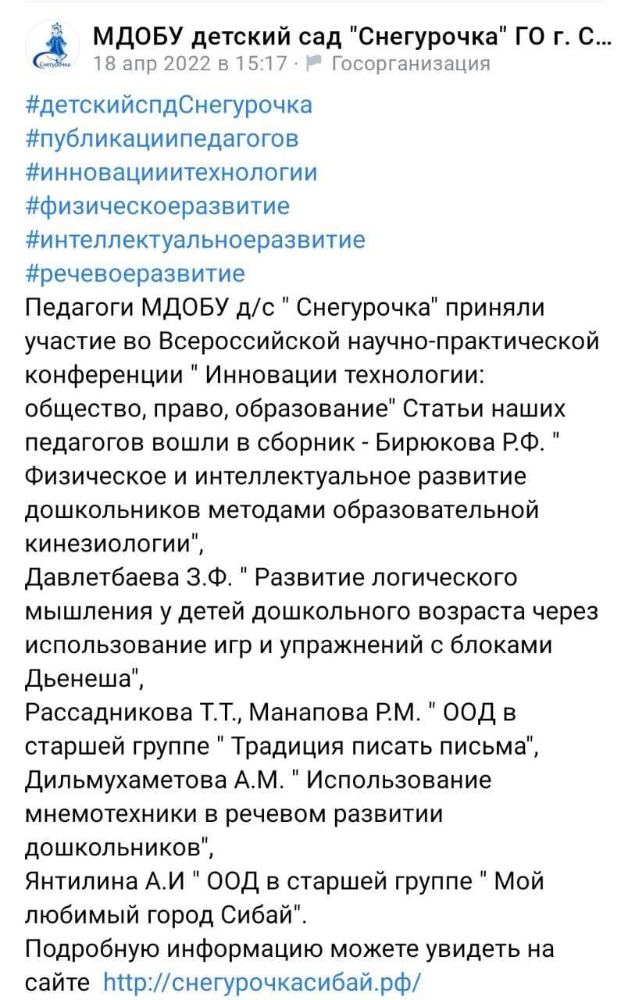 Снегурочка
МДОБУ детский сад "Снегурочка" ГО г. С...
18 апр 2022 в 15:17 · Госорганизация
#детскийспдСнегурочка
#публикациипедагогов
#инновацииитехнологии
#физическоеразвитие
#интеллектуальноеразвитие
#речевоеразвитие
Педагоги МДОБУ д/с " Снегурочка" приняли
участие во Всероссийской научно-практической
конференции " Инновации технологии:
общество, право, образование" Статьи наших
педагогов вошли в сборник - Бирюкова Р.Ф. "
Физическое и интеллектуальное развитие
дошкольников методами образовательной
кинезиологии",
Давлетбаева З.Ф. " Развитие логического
мышления у детей дошкольного возраста через
использование игр и упражнений с блоками
Дьенеша",
Рассадникова Т.Т., Манапова Р.М. " ООД в
старшей группе " Традиция писать письма",
Дильмухаметова А.М. " Использование
мнемотехники в речевом развитии
дошкольников",
Янтилина А.И " ООД в старшей группе " Мой
любимый город Сибай".
Подробную информацию можете увидеть на
сайте http://снегурочкасибай.рф/